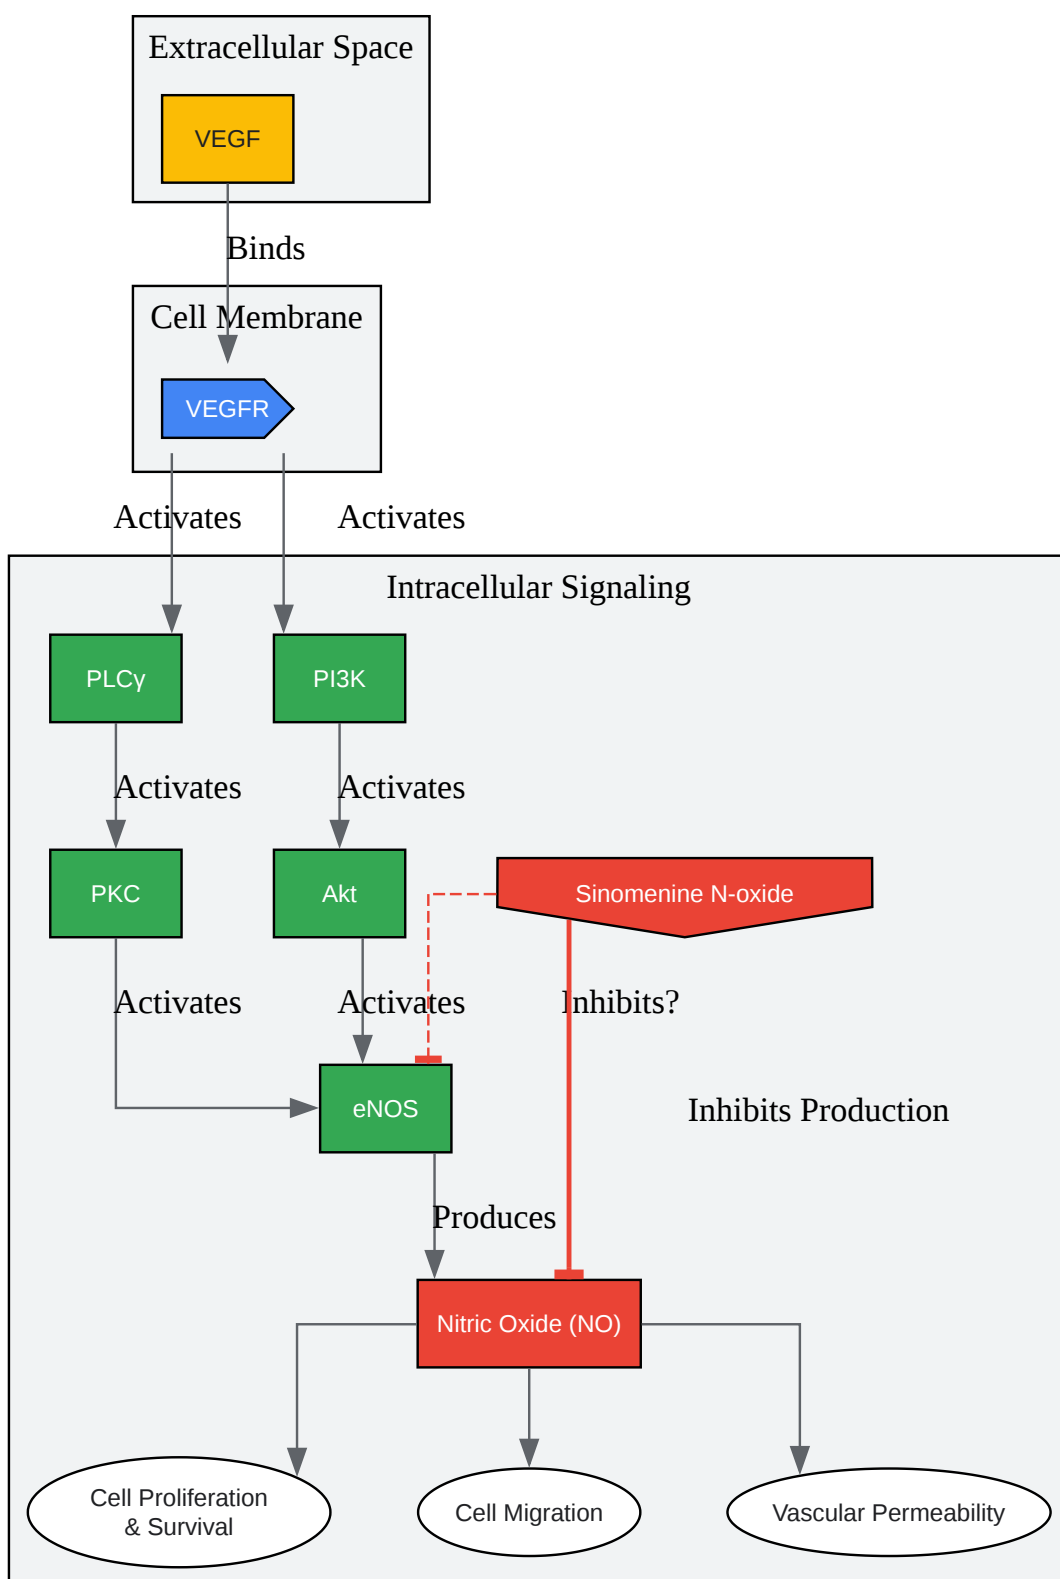 Extracellular Space
VEGF
Binds
Cell Membrane
VEGFR
Activates
Activates
Intracellular Signaling
PLCγ
PI3K
Activates
Activates
PKC
Akt
Sinomenine N-oxide
Activates
Activates
Inhibits?
eNOS
Inhibits Production
Produces
Nitric Oxide (NO)
Cell Proliferation
& Survival
Cell Migration
Vascular Permeability